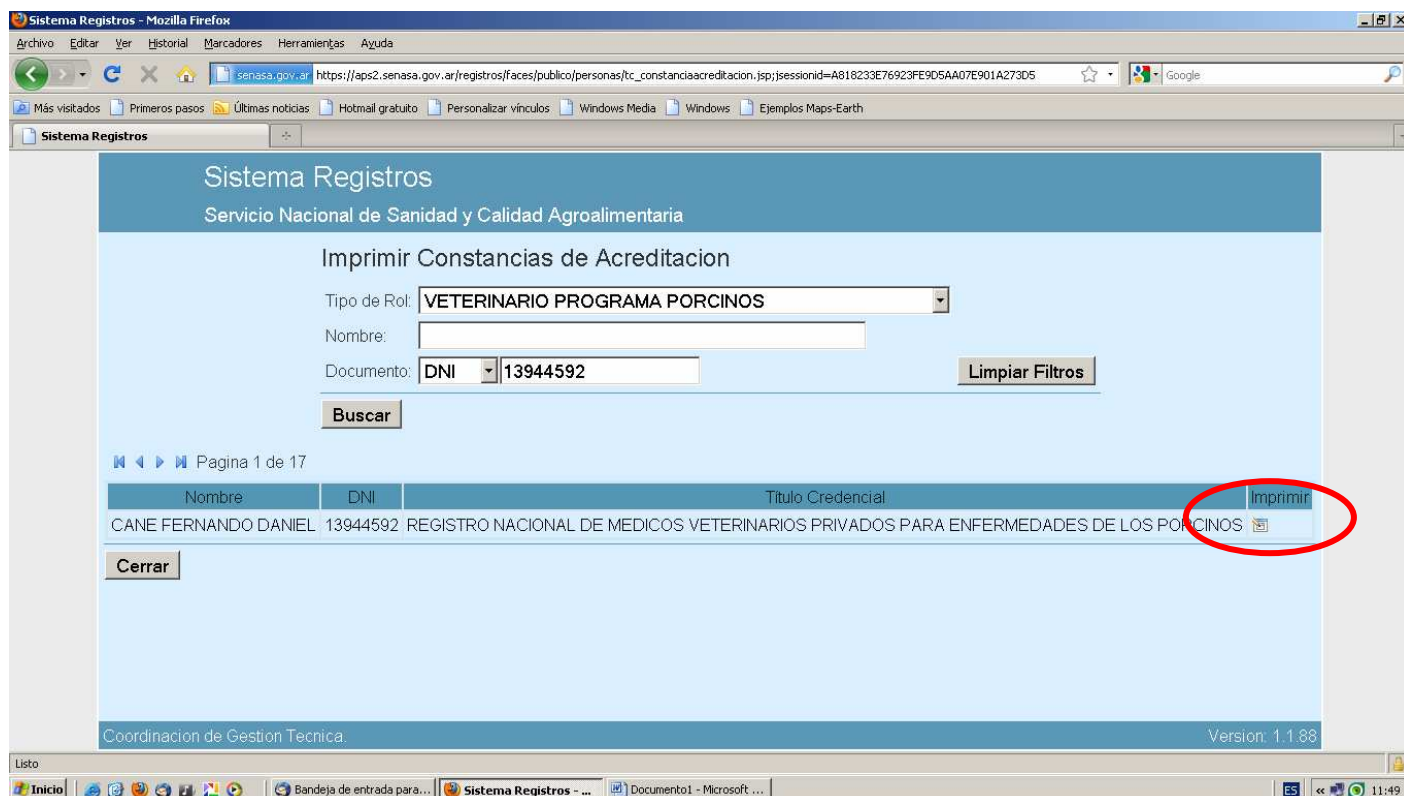 Sistema Registros - Mozilla Firefox
Archivo Editar Ver Historial Marcadores Herramientas Ayuda
senasa.gov.ar https://aps2.senasa.gov.ar/registros/faces/publico/personas/tc_constanciaacreditacion.jsp;jsessionid=A818233E76923FE9D5AA07E901A273D5 Google
Más visitados Primeros pasos Últimas noticias Hotmail gratuito Personalizar vínculos Windows Media Windows Ejemplos Maps-Earth
Sistema Registros
Sistema Registros
Servicio Nacional de Sanidad y Calidad Agroalimentaria
Imprimir Constancias de Acreditacion
Tipo de Rol: VETERINARIO PROGRAMA PORCINOS
Nombre:
Documento: DNI 13944592 Limpiar Filtros
Buscar
Pagina 1 de 17
Nombre DNI Título Credencial Imprimir
CANE FERNANDO DANIEL 13944592 REGISTRO NACIONAL DE MEDICOS VETERINARIOS PRIVADOS PARA ENFERMEDADES DE LOS PORCINOS
Cerrar
Coordinacion de Gestion Tecnica. Version: 1.1.88
Listo
Inicio Bandeja de entrada para... Sistema Registros - ... Documento1 - Microsoft ... ES « 11:49